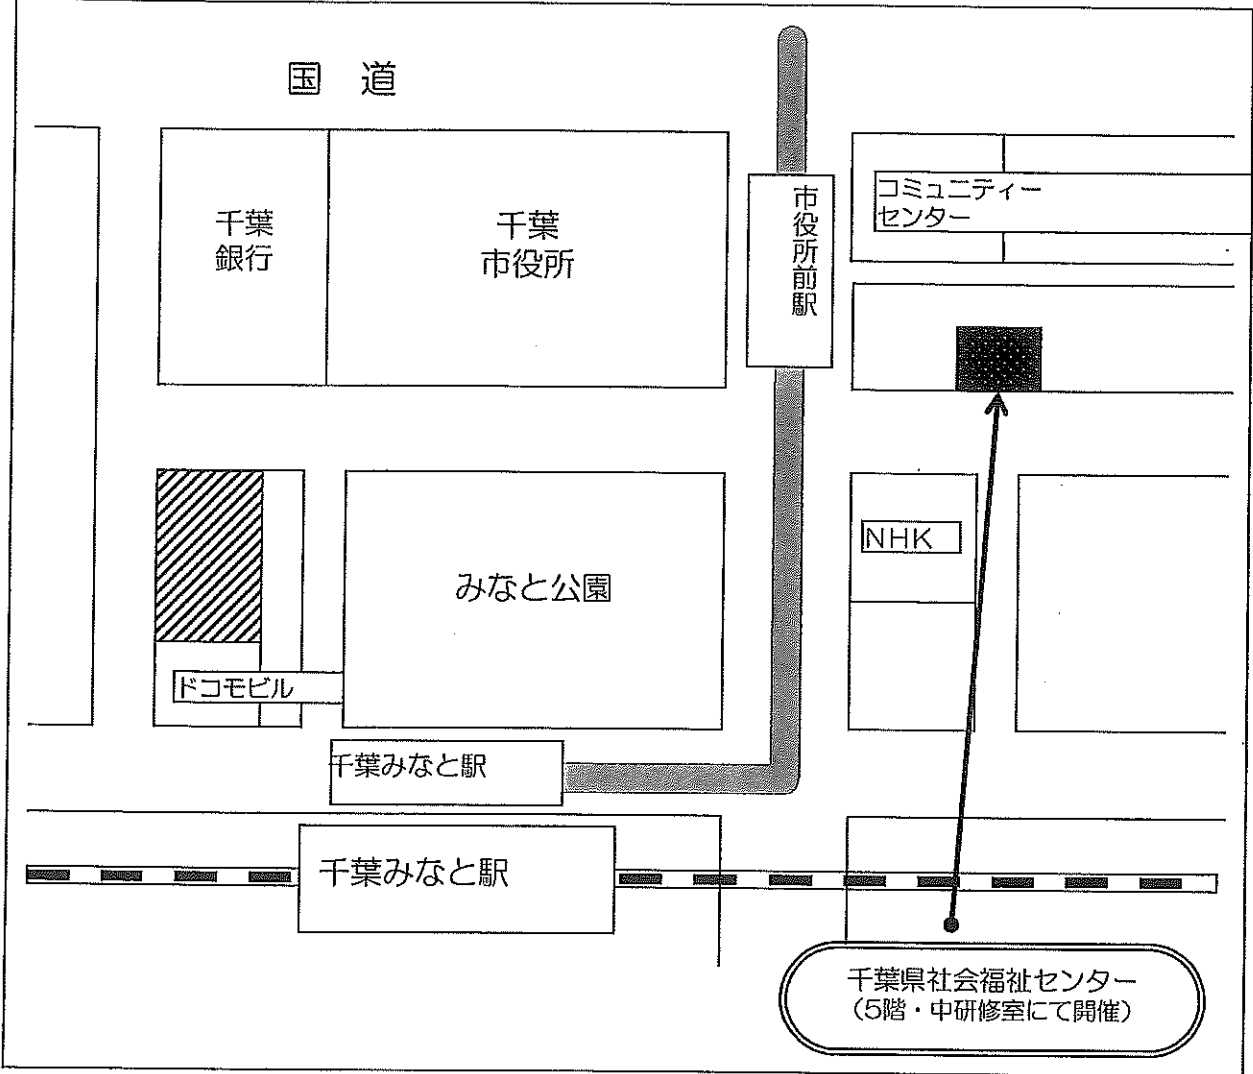 国　道
千葉
銀行
千葉
市役所
市役所前駅
コミュニティー
センター
NHK
みなと公園
ドコモビル
千葉みなと駅
千葉みなと駅
千葉県社会福祉センター
（5階・中研修室にて開催）